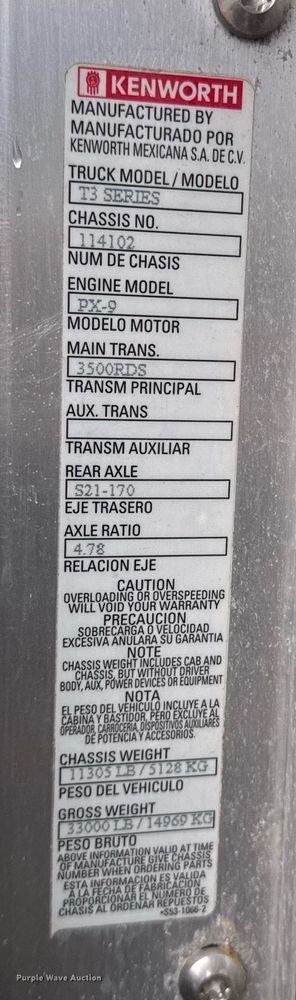 KENWORTH
MANUFACTURED BY
MANUFACTURADO POR
KENWORTH MEXICANA S.A. DE C.V.
TRUCK MODEL / MODELO
T3 SERIES
CHASSIS NO.
114102
NUM DE CHASIS
ENGINE MODEL
PX-9
MODELO MOTOR
MAIN TRANS.
3500RDS
TRANSM PRINCIPAL
AUX. TRANS
TRANSM AUXILIAR
REAR AXLE
S21-170
EJE TRASERO
AXLE RATIO
4.78
RELACION EJE
CAUTION
OVERLOADING OR OVERSPEEDING
WILL VOID YOUR WARRANTY
PRECAUCION
SOBRECARGA O VELOCIDAD
EXCESIVA ANULARA SU GARANTIA
NOTE
CHASSIS WEIGHT INCLUDES CAB AND
CHASSIS, BUT WITHOUT DRIVER
BODY, AUX, POWER DEVICES OR EQUIPMENT
NOTA
EL PESO DEL VEHICULO INCLUYE A LA
CABINA Y BASTIDOR, PERO EXCLUYE AL
OPERADOR, CARROCERIA, DISPOSITIVOS AUXILIARES
DE POTENCIA Y ACCESORIOS.
CHASSIS WEIGHT
11305 LB / 5128 KG
PESO DEL VEHICULO
GROSS WEIGHT
33000 LB / 14969 KG
PESO BRUTO
ABOVE INFORMATION VALID AT TIME
OF MANUFACTURE GIVE CHASSIS
NUMBER WHEN ORDERING PARTS
ESTA INFORMACION ES VALIDA
A LA FECHA DE FABRICACION
PROPORCIONAR EL NUMERO DE
CHASIS AL ORDENAR REPUESTOS
*S53-1066-2
Purple Wave Auction